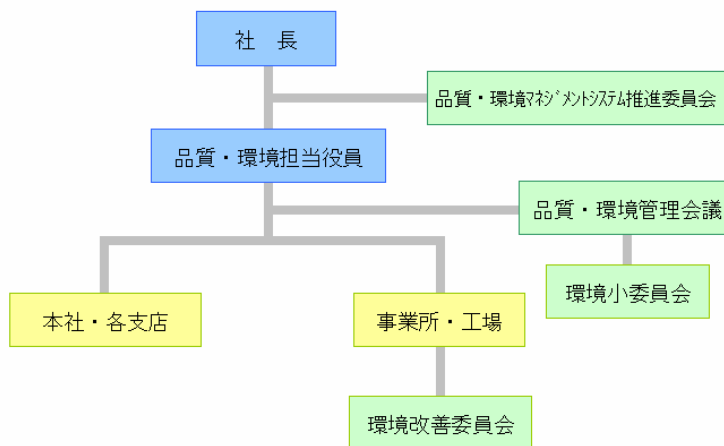 社　長
品質・環境ﾏﾈｼﾞﾒﾝﾄｼｽﾃﾑ推進委員会
品質・環境担当役員
品質・環境管理会議
環境小委員会
本社・各支店
事業所・工場
環境改善委員会